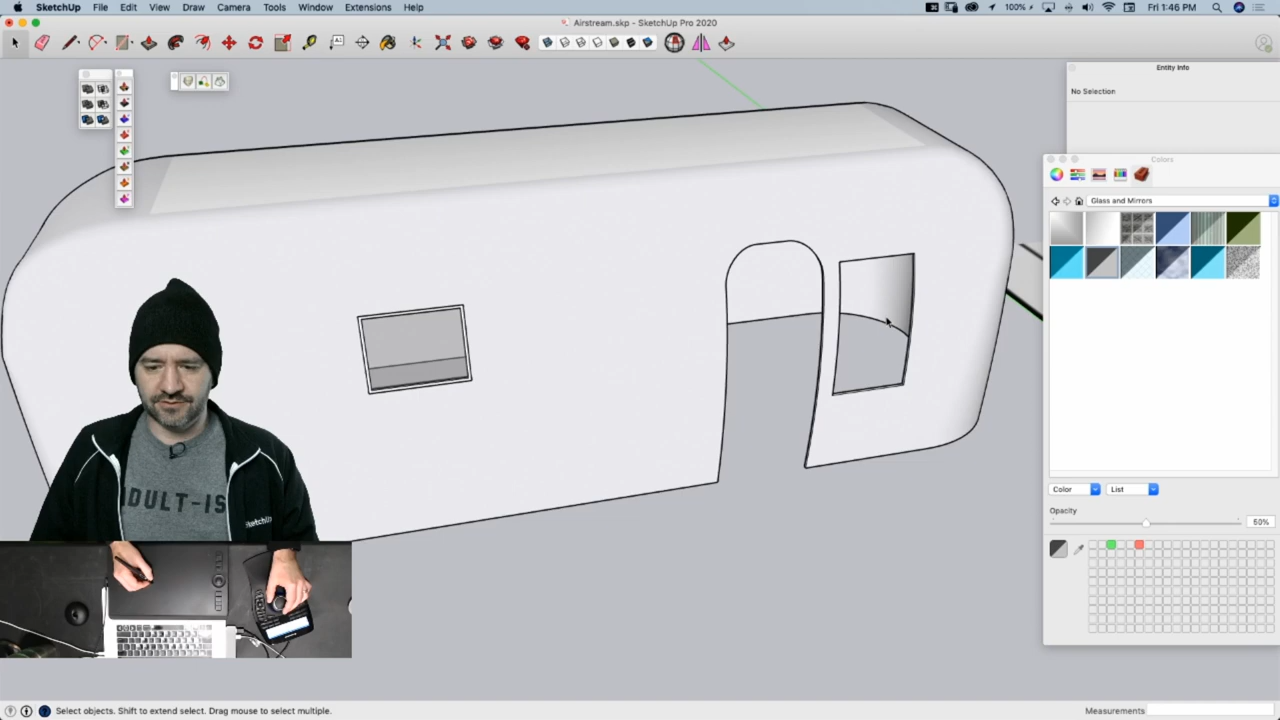 SketchUp File Edit View Draw Camera Tools Window Extensions Help 100% Fri 1:46 PM
Airstream.skp - SketchUp Pro 2020
Entity Info
No Selection
Colors
Glass and Mirrors
Color List
Opacity
50%
DULT-IS
SketchUp
Select objects. Shift to extend select. Drag mouse to select multiple.
Measurements